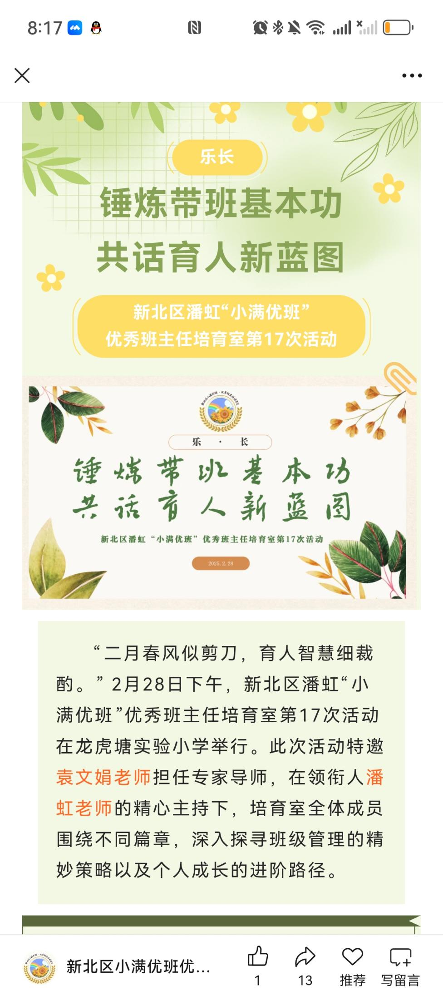 8:17
乐长
锤炼带班基本功
共话育人新蓝图
新北区潘虹“小满优班”
优秀班主任培育室第17次活动
乐·长
锤炼带班基本功
共话育人新蓝图
新北区潘虹“小满优班”优秀班主任培育室第17次活动
2025.2.28
“二月春风似剪刀，育人智慧细裁
酌。”2月28日下午，新北区潘虹“小
满优班”优秀班主任培育室第17次活动
在龙虎塘实验小学举行。此次活动特邀
袁文娟老师担任专家导师，在领衔人潘
虹老师的精心主持下，培育室全体成员
围绕不同篇章，深入探寻班级管理的精
妙策略以及个人成长的进阶路径。
新北区小满优班优...
1
13
推荐
写留言